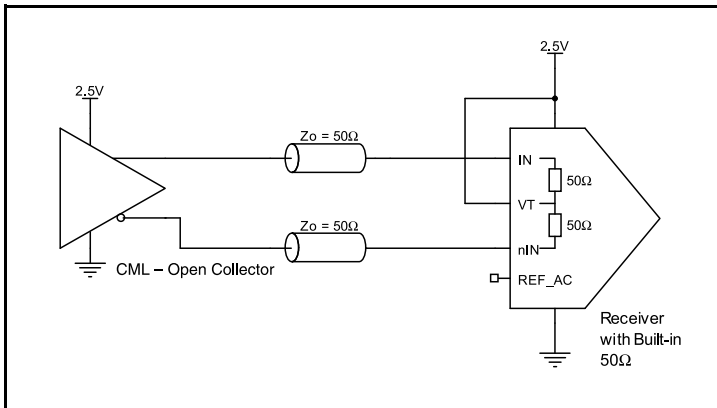 2.5V
2.5V
Zo = 50Ω
IN
50Ω
VT
50Ω
Zo = 50Ω
nIN
CML – Open Collector
REF_AC
Receiver
with Built-in
50Ω